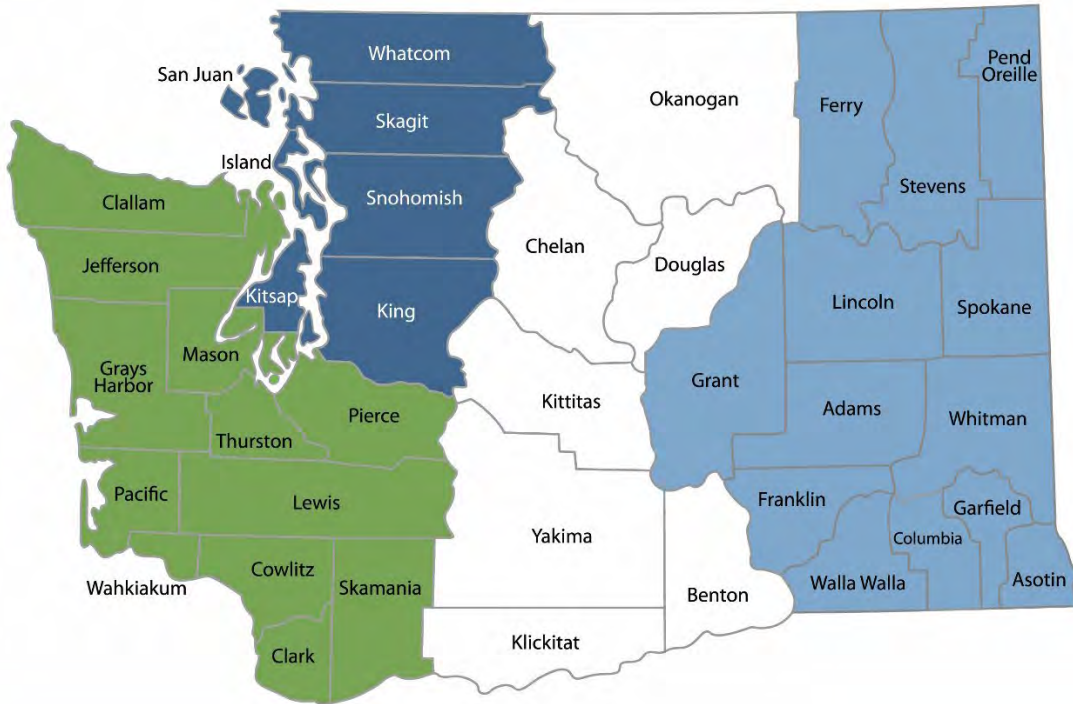 Whatcom
San Juan
Skagit
Island
Snohomish
King
Kitsap
Clallam
Jefferson
Grays
Harbor
Mason
Thurston
Pierce
Pacific
Lewis
Wahkiakum
Cowlitz
Skamania
Clark
Okanogan
Chelan
Douglas
Kittitas
Yakima
Klickitat
Benton
Ferry
Stevens
Pend
Oreille
Lincoln
Spokane
Grant
Adams
Whitman
Franklin
Walla Walla
Columbia
Garfield
Asotin